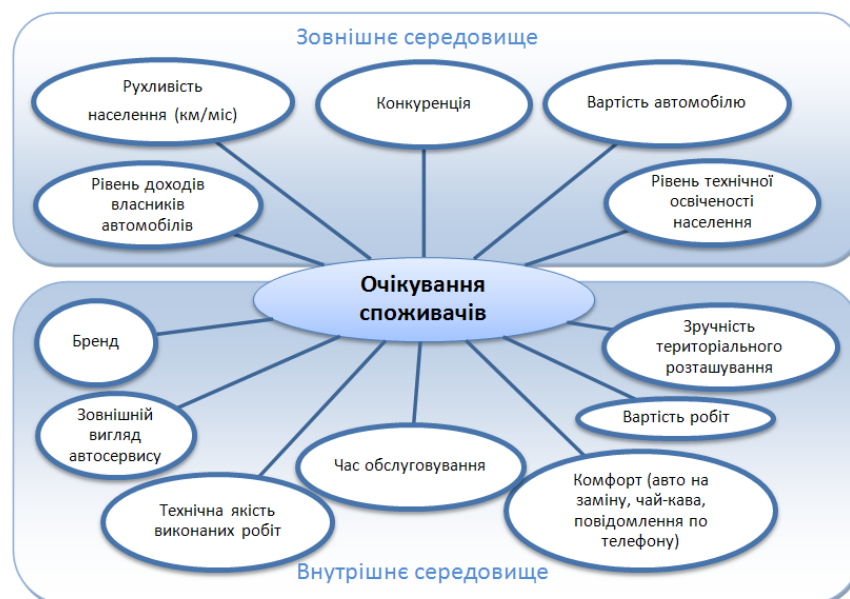 Зовнішнє середовище
Рухливість
населення (км/міс)
Конкуренція
Вартість автомобілю
Рівень доходів
власників
автомобілів
Рівень технічної
освіченості
населення
Очікування
споживачів
Бренд
Зручність
територіального
розташування
Зовнішній
вигляд
автосервису
Вартість робіт
Час обслуговування
Технічна якість
виконаних робіт
Комфорт (авто на
заміну, чай-кава,
повідомлення по
телефону)
Внутрішнє середовище